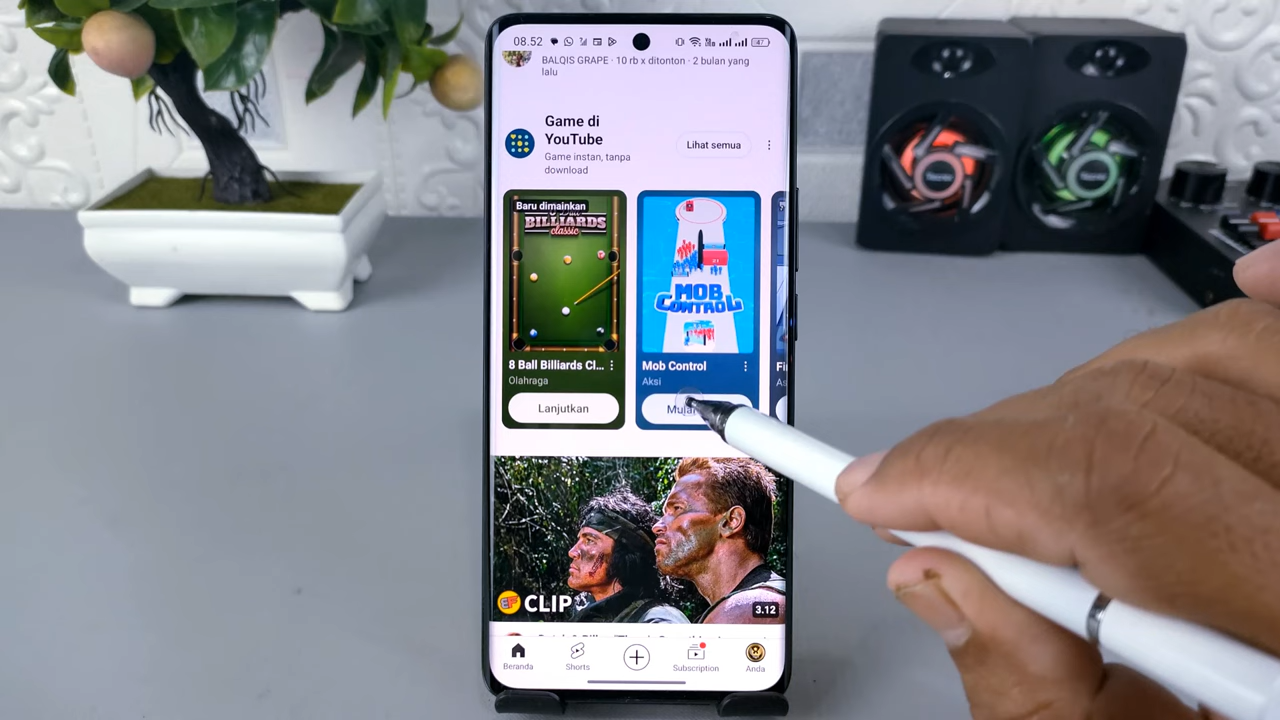 08.52
47
BALQIS GRAPE · 10 rb x ditonton · 2 bulan yang
lalu
Game di
YouTube
Game instan, tanpa
download
Lihat semua
Baru dimainkan
BILLIARDS
classic
8 Ball Billiards Cl...
Olahraga
Lanjutkan
MOB
CONTROL
Mob Control
Aksi
CLIP
3.12
Beranda
Shorts
Subscription
Anda